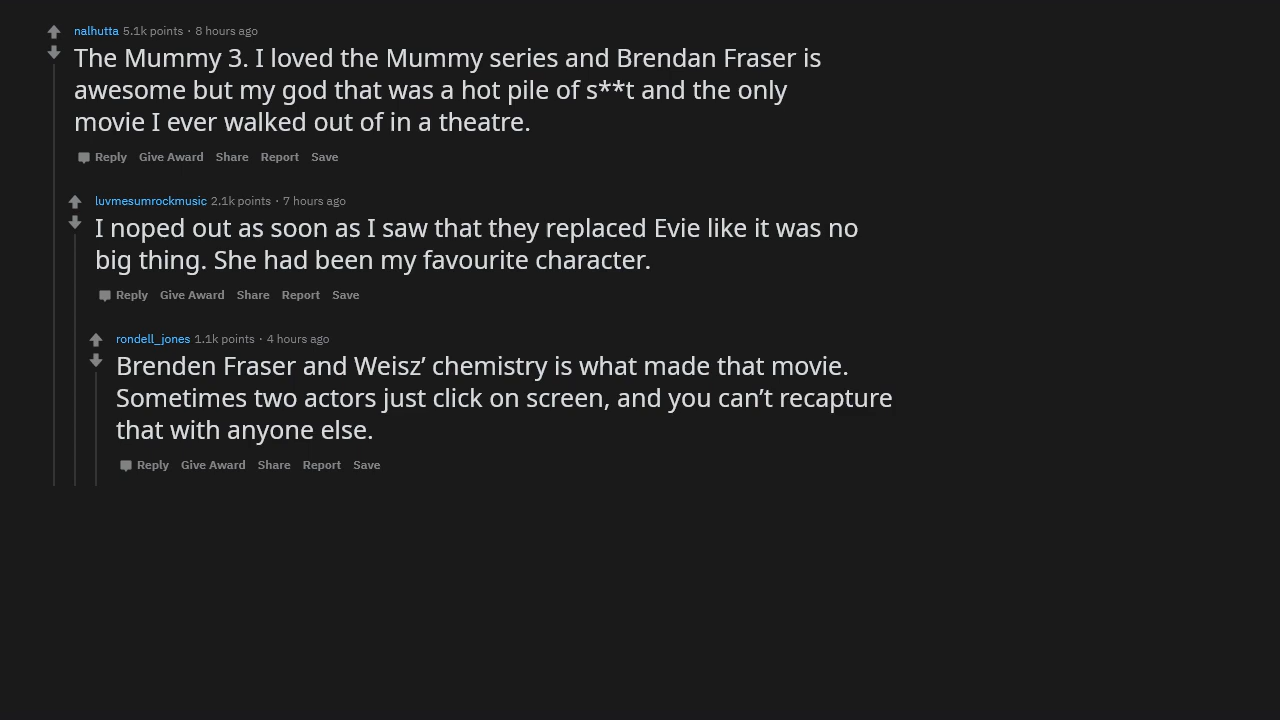 nalhutta 5.1k points · 8 hours ago
The Mummy 3. I loved the Mummy series and Brendan Fraser is
awesome but my god that was a hot pile of s**t and the only
movie I ever walked out of in a theatre.
Reply Give Award Share Report Save
luvmesumrockmusic 2.1k points · 7 hours ago
I noped out as soon as I saw that they replaced Evie like it was no
big thing. She had been my favourite character.
Reply Give Award Share Report Save
rondell_jones 1.1k points · 4 hours ago
Brenden Fraser and Weisz’ chemistry is what made that movie.
Sometimes two actors just click on screen, and you can’t recapture
that with anyone else.
Reply Give Award Share Report Save